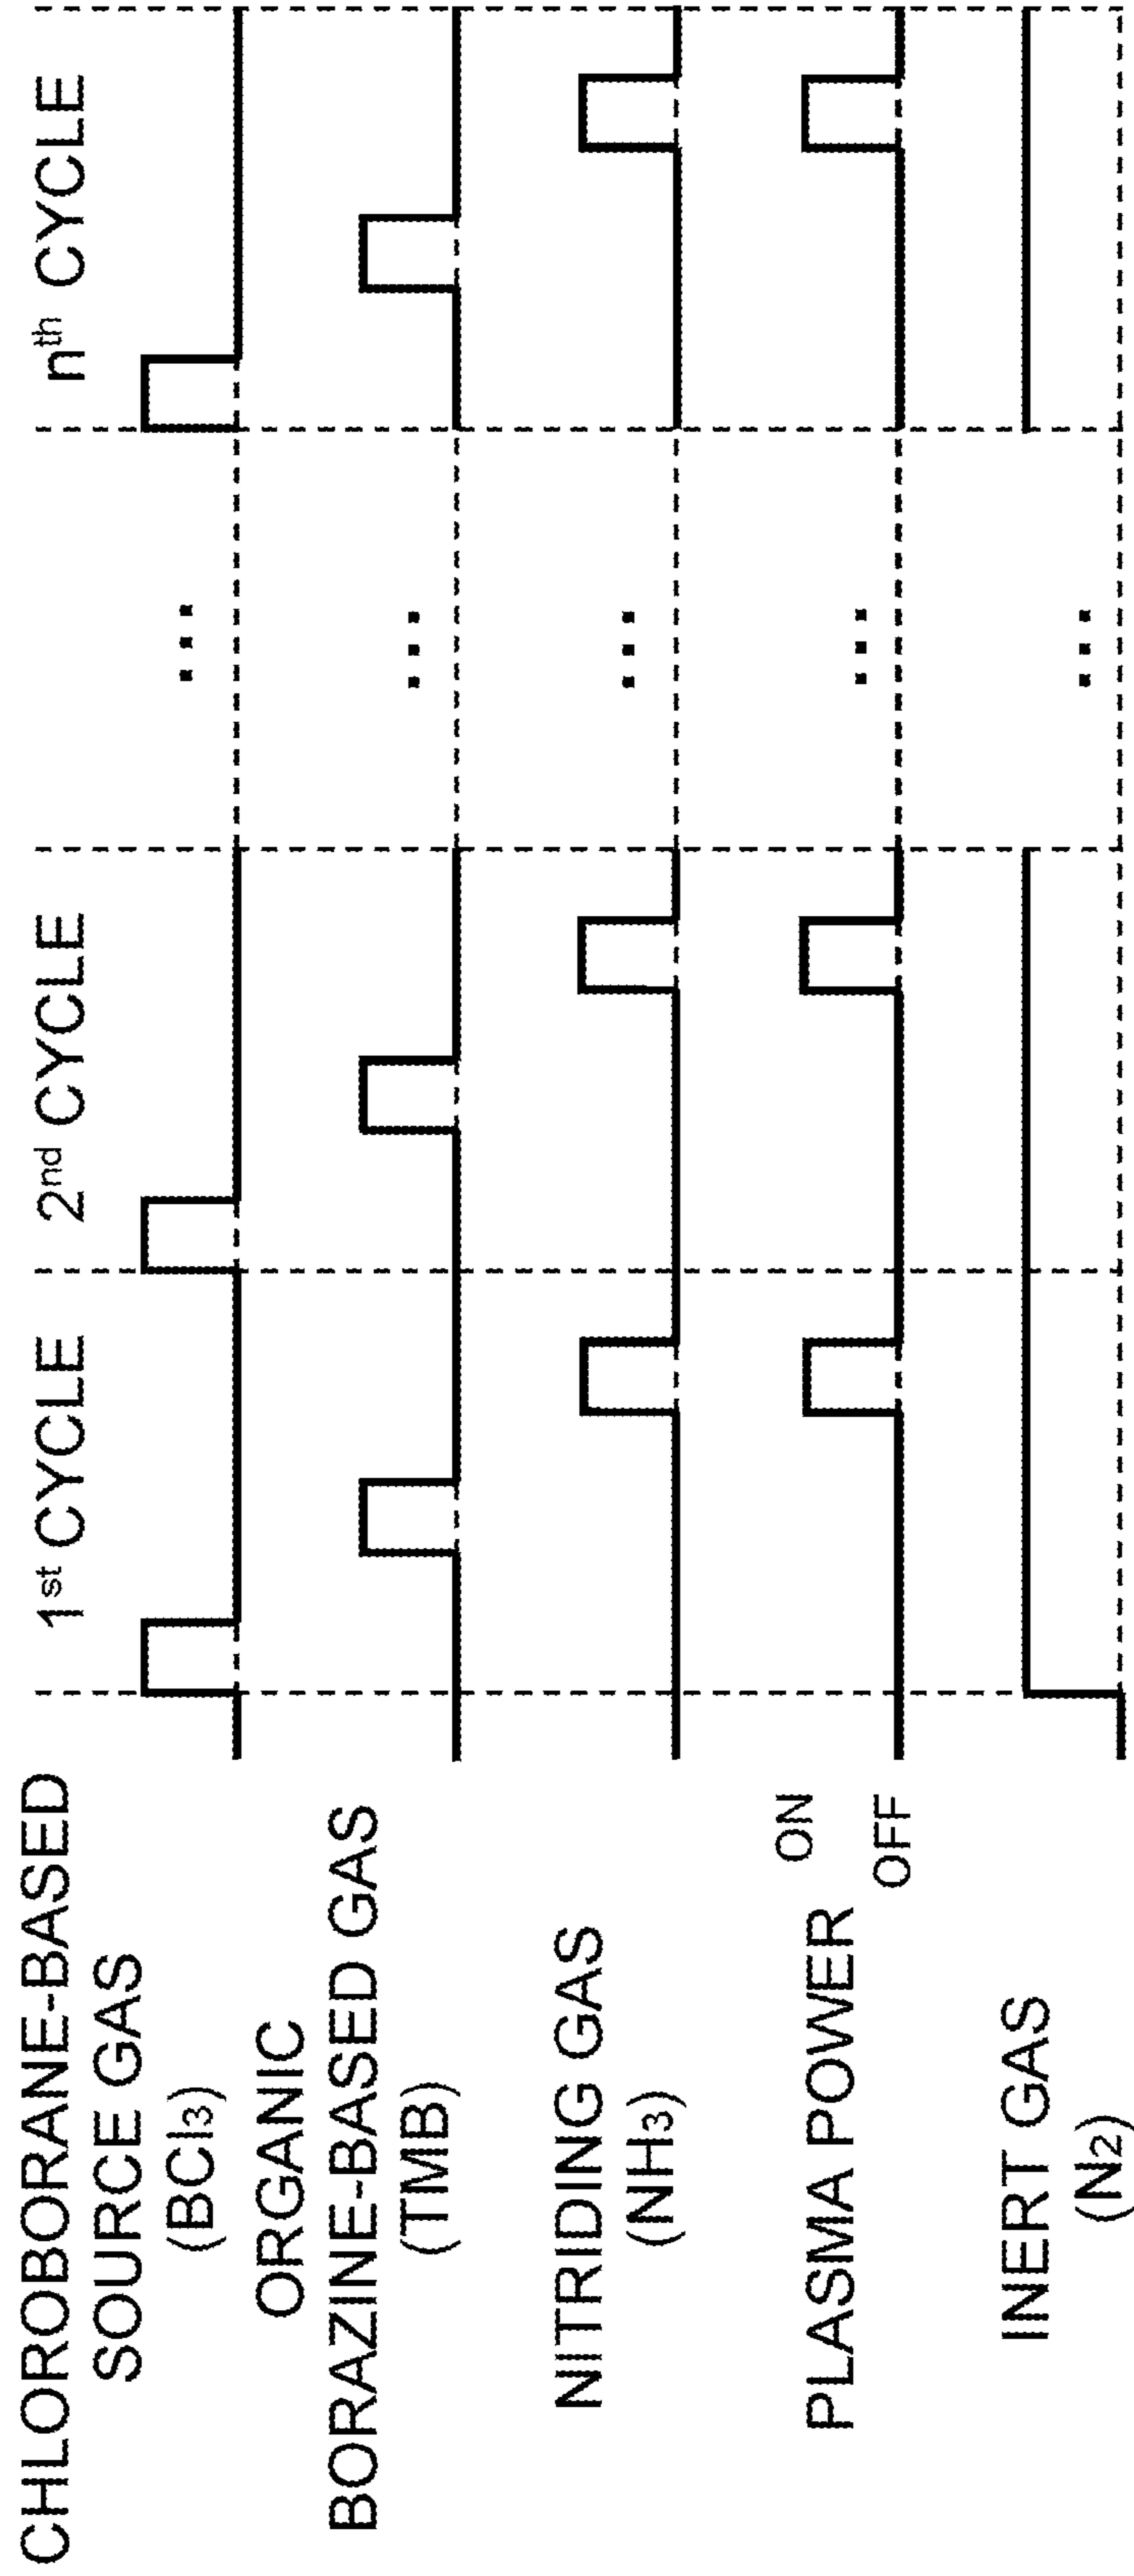 1st CYCLE
2nd CYCLE
...
nth CYCLE
CHLOROBORANE-BASED
SOURCE GAS
(BCl3)
...
ORGANIC
BORAZINE-BASED GAS
(TMB)
...
NITRIDING GAS
(NH3)
...
PLASMA POWER
ON
OFF
...
INERT GAS
(N2)